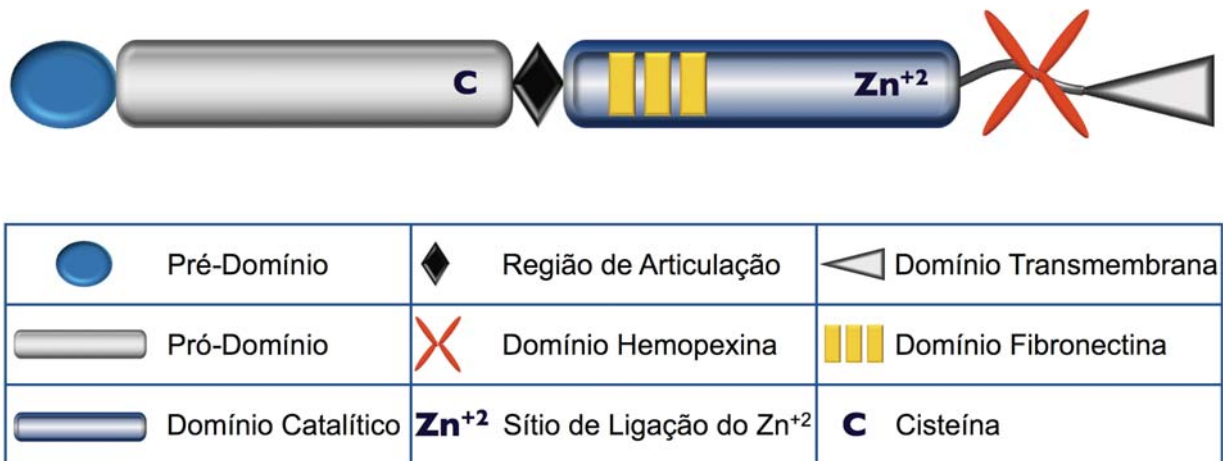 C
Zn+2
Pré-Domínio
Região de Articulação
Domínio Transmembrana
Pró-Domínio
Domínio Hemopexina
Domínio Fibronectina
Domínio Catalítico
Zn+2
Sítio de Ligação do Zn+2
C
Cisteína